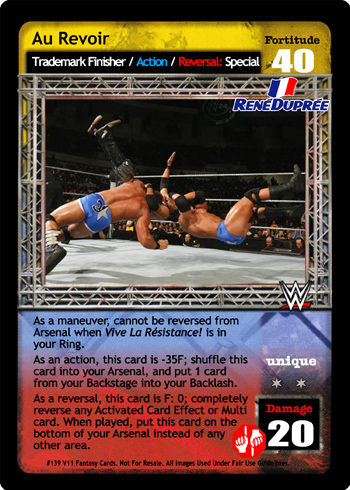 Au Revoir
Fortitude
Trademark Finisher / Action / Reversal: Special
40
RENÉDUPREE
W
As a maneuver, cannot be reversed from
Arsenal when Vive La Résistance! is in
your Ring.
As an action, this card is -35F; shuffle this
card into your Arsenal, and put 1 card
from your Backstage into your Backlash.
As a reversal, this card is F: 0; completely
reverse any Activated Card Effect or Multi
card. When played, put this card on the
bottom of your Arsenal instead of any
other area.
unique
Damage
20
#139 V11 Fantasy Cards. Not For Resale. All Images Used Under Fair Use Guidelines.